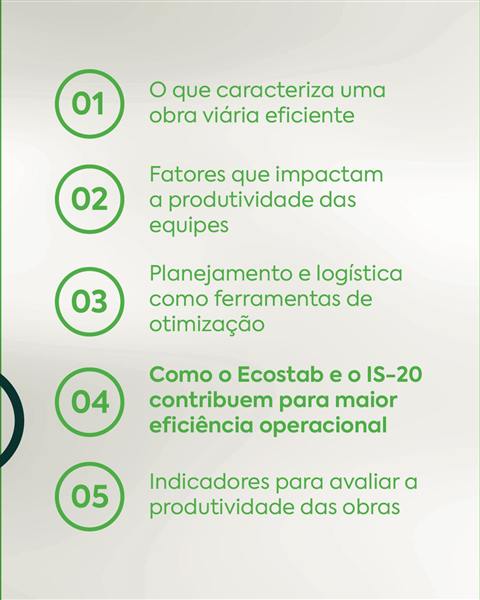 01
O que caracteriza uma
obra viária eficiente
02
Fatores que impactam
a produtividade das
equipes
03
Planejamento e logística
como ferramentas de
otimização
04
Como o Ecostab e o IS-20
contribuem para maior
eficiência operacional
05
Indicadores para avaliar a
produtividade das obras